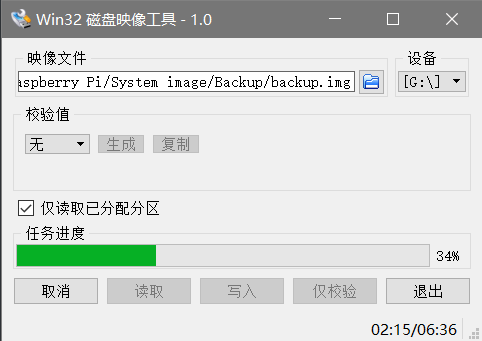 Win32 磁盘映像工具 - 1.0
映像文件
设备
aspberry Pi/System image/Backup/backup.img
[G:\]
校验值
无
生成
复制
仅读取已分配分区
任务进度
34%
取消
读取
写入
仅校验
退出
02:15/06:36